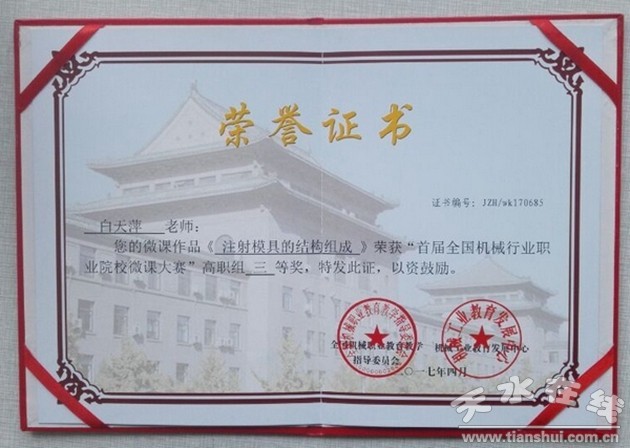 荣誉证书
证书编号：JZH/wk170685
白天萍 老师：
您的微课作品《 注射模具的结构组成 》荣获“首届全国机械行业职
业院校微课大赛”高职组 三 等奖，特发此证，以资鼓励。
全国机械职业教育教学 机械工业教育发展中心
指导委员会
二〇一七年四月
天水在线
www.tianshui.com.cn